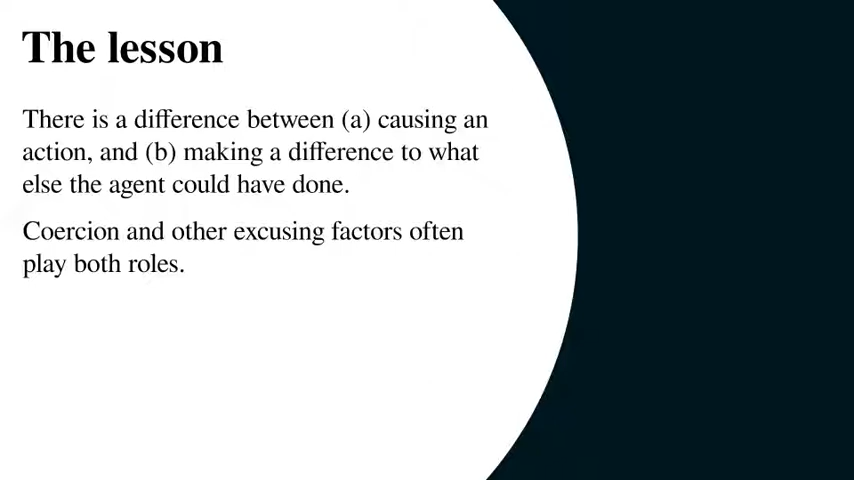 The lesson
There is a difference between (a) causing an
action, and (b) making a difference to what
else the agent could have done.
Coercion and other excusing factors often
play both roles.